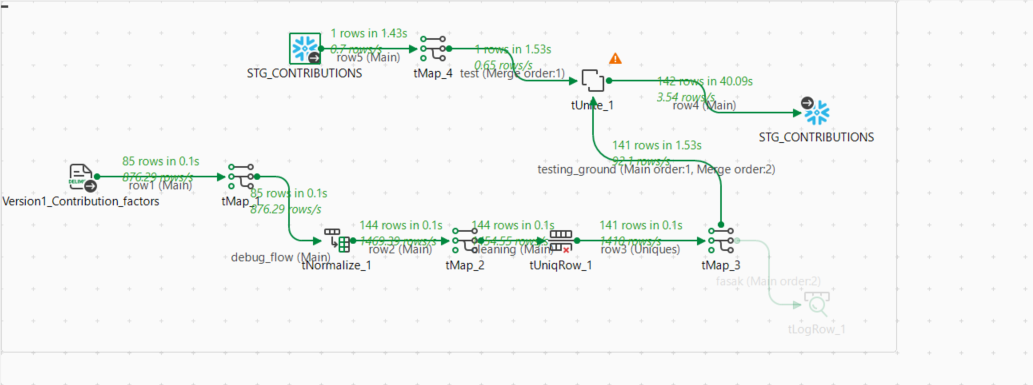 1 rows in 1.43s
0.7 rows/s
row5 (Main)
STG_CONTRIBUTIONS
tMap_4
1 rows in 1.53s
0.65 rows/s
test (Merge order:1)
tUnite_1
142 rows in 40.09s
3.54 rows/s
row4 (Main)
STG_CONTRIBUTIONS
141 rows in 1.53s
92.1 rows/s
testing_ground (Main order:1, Merge order:2)
85 rows in 0.1s
876.29 rows/s
row1 (Main)
Version1_Contribution_factors
tMap_1
85 rows in 0.1s
876.29 rows/s
debug_flow (Main)
tNormalize_1
144 rows in 0.1s
1469.39 rows/s
row2 (Main)
tMap_2
144 rows in 0.1s
cleaning (Main)
tUniqRow_1
141 rows in 0.1s
1410 rows/s
row3 (Uniques)
tMap_3
fasak (Main order:2)
tLogRow_1